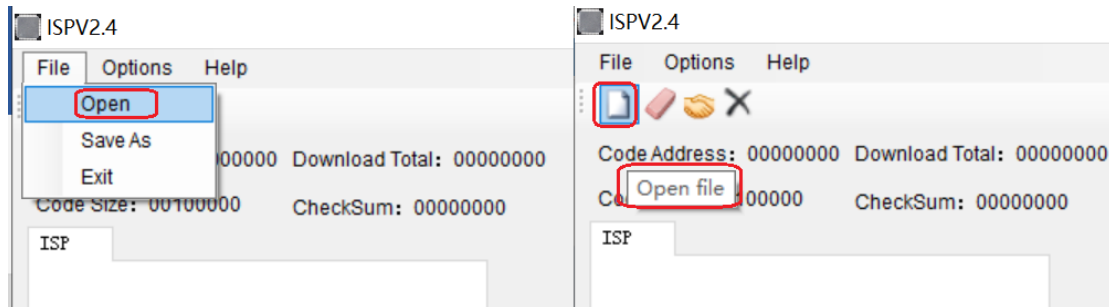 ISPV2.4
File Options Help
Open
Save As
Exit
00000 Download Total: 00000000
Code Size: 00100000 CheckSum: 00000000
ISP
ISPV2.4
File Options Help
Code Address: 00000000 Download Total: 00000000
Open file
00000 CheckSum: 00000000
ISP